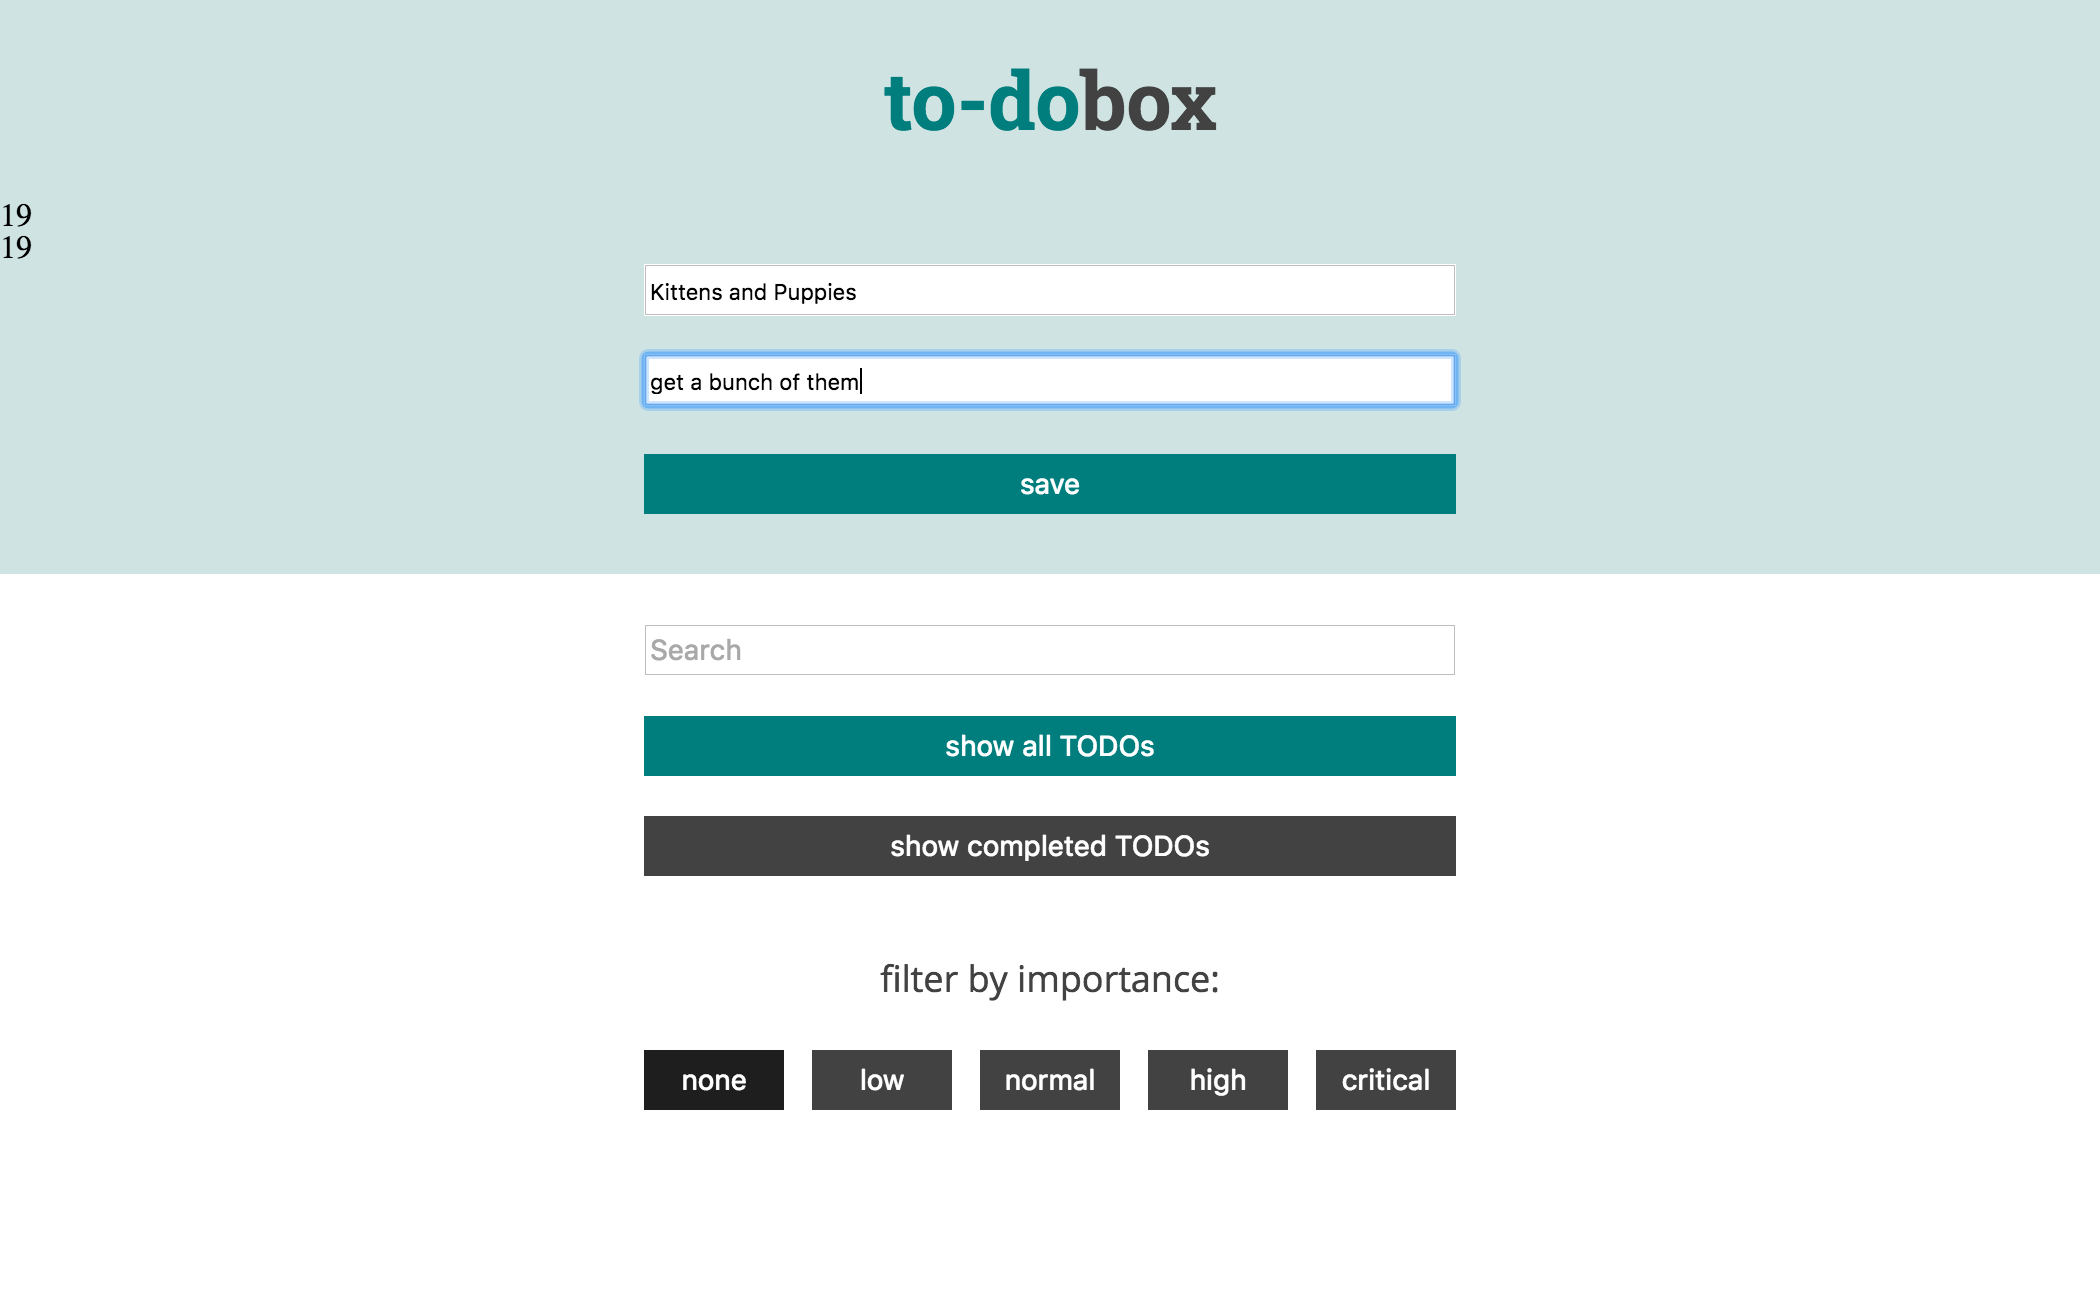 to-dobox
19
19
Kittens and Puppies
get a bunch of them
save
Search
show all TODOs
show completed TODOs
filter by importance:
none low normal high critical